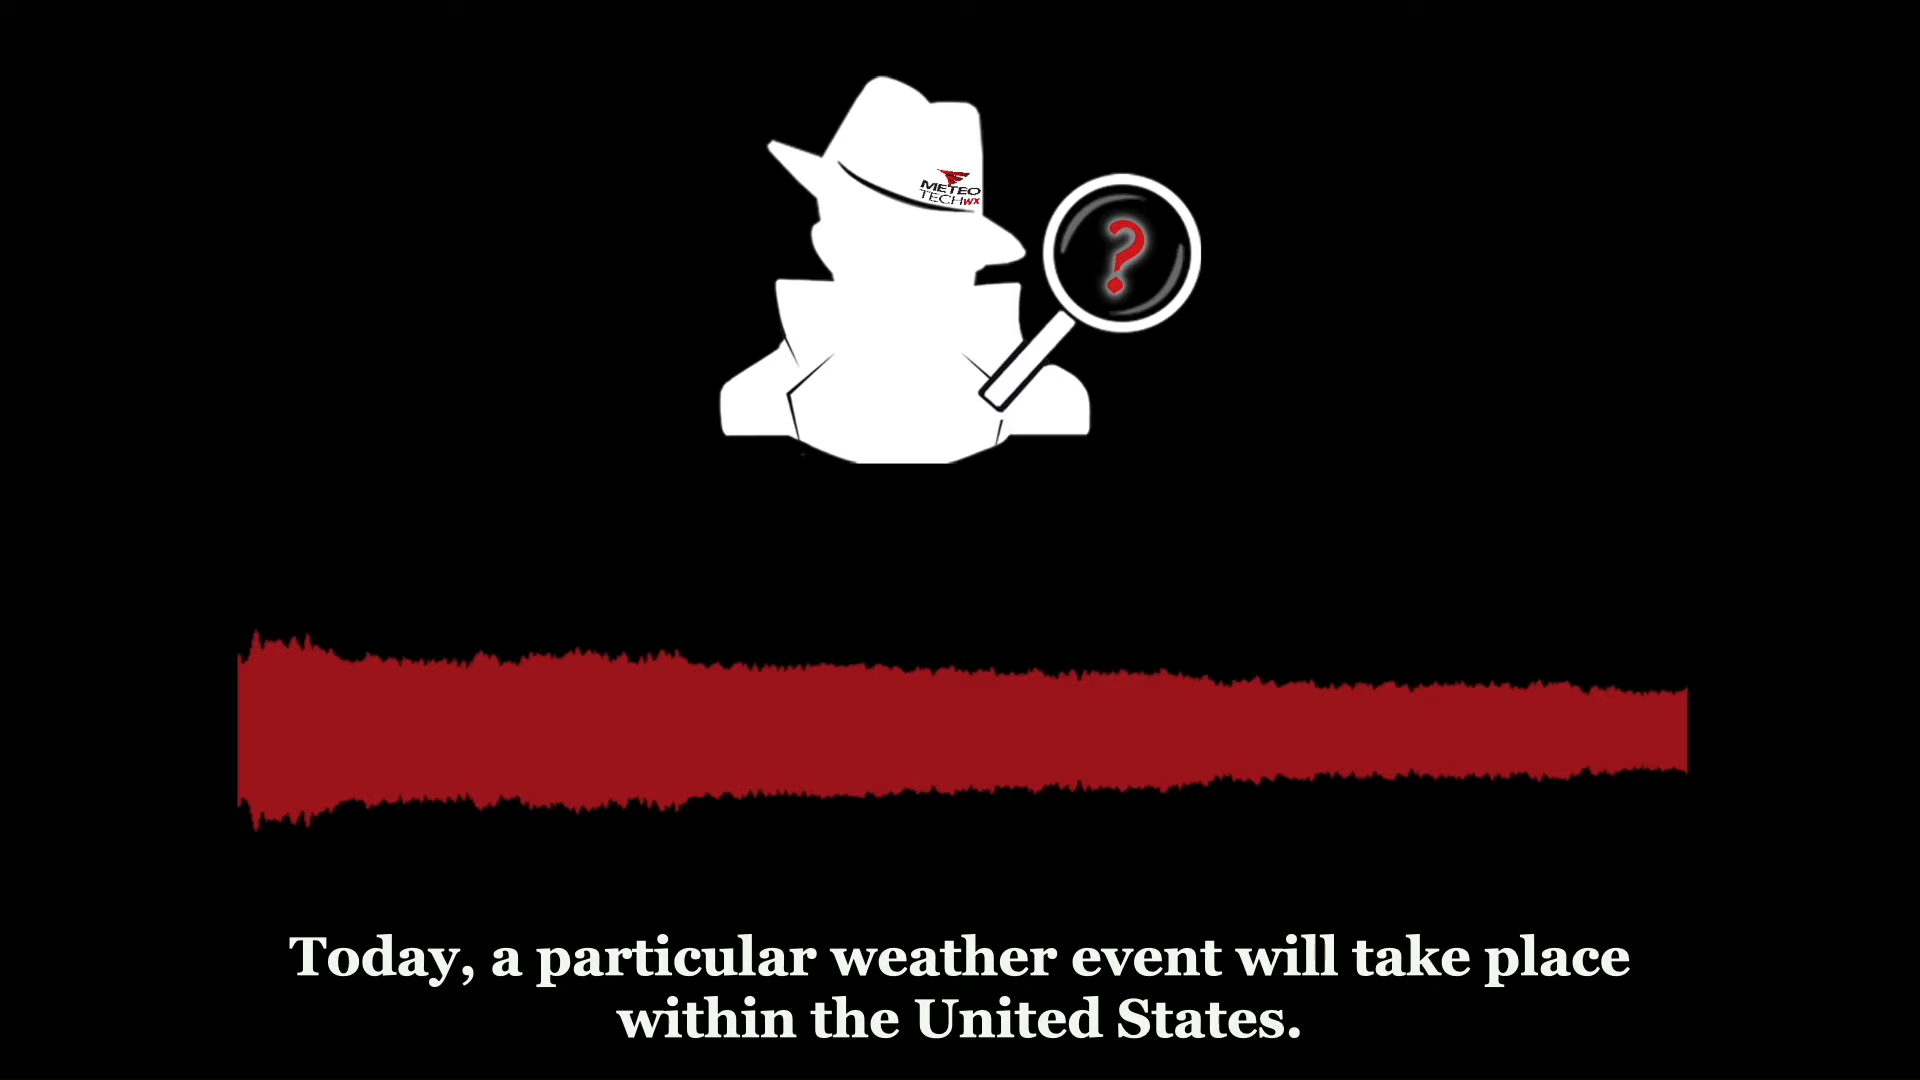 METEO
TECHWX
?
Today, a particular weather event will take place
within the United States.